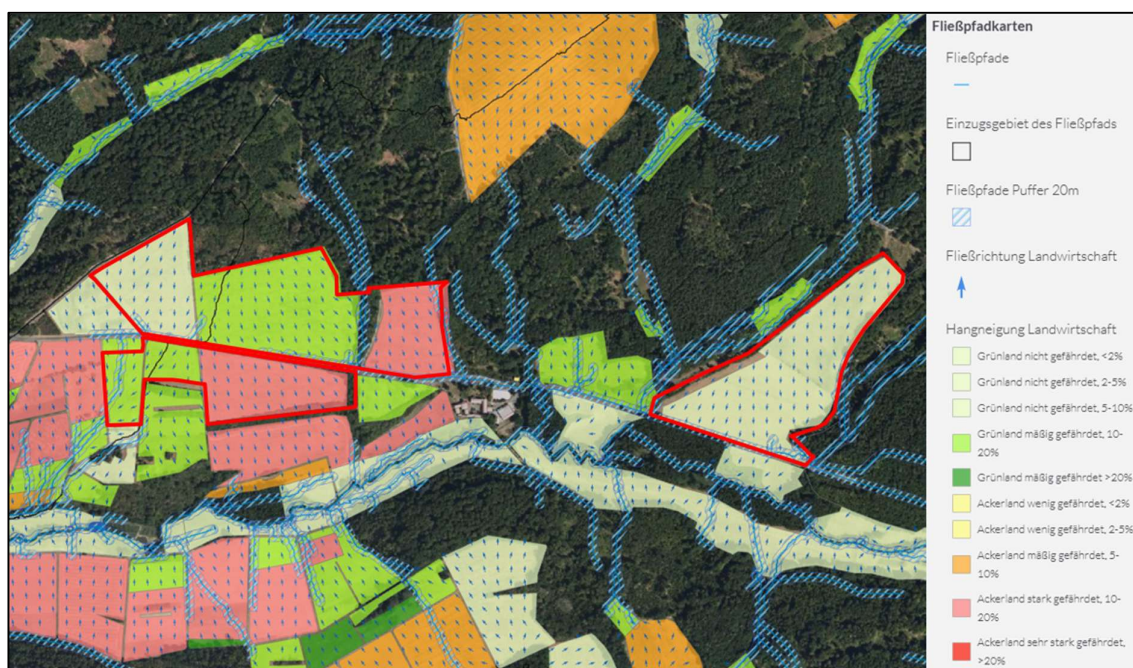 Fließpfadkarten
Fließpfade
Einzugsgebiet des Fließpfads
Fließpfade Puffer 20m
Fließrichtung Landwirtschaft
Hangneigung Landwirtschaft
Grünland nicht gefährdet, <2%
Grünland nicht gefährdet, 2-5%
Grünland nicht gefährdet, 5-10%
Grünland mäßig gefährdet, 10-
20%
Grünland mäßig gefährdet >20%
Ackerland wenig gefährdet, <2%
Ackerland wenig gefährdet, 2-5%
Ackerland mäßig gefährdet, 5-
10%
Ackerland stark gefährdet, 10-
20%
Ackerland sehr stark gefährdet,
>20%